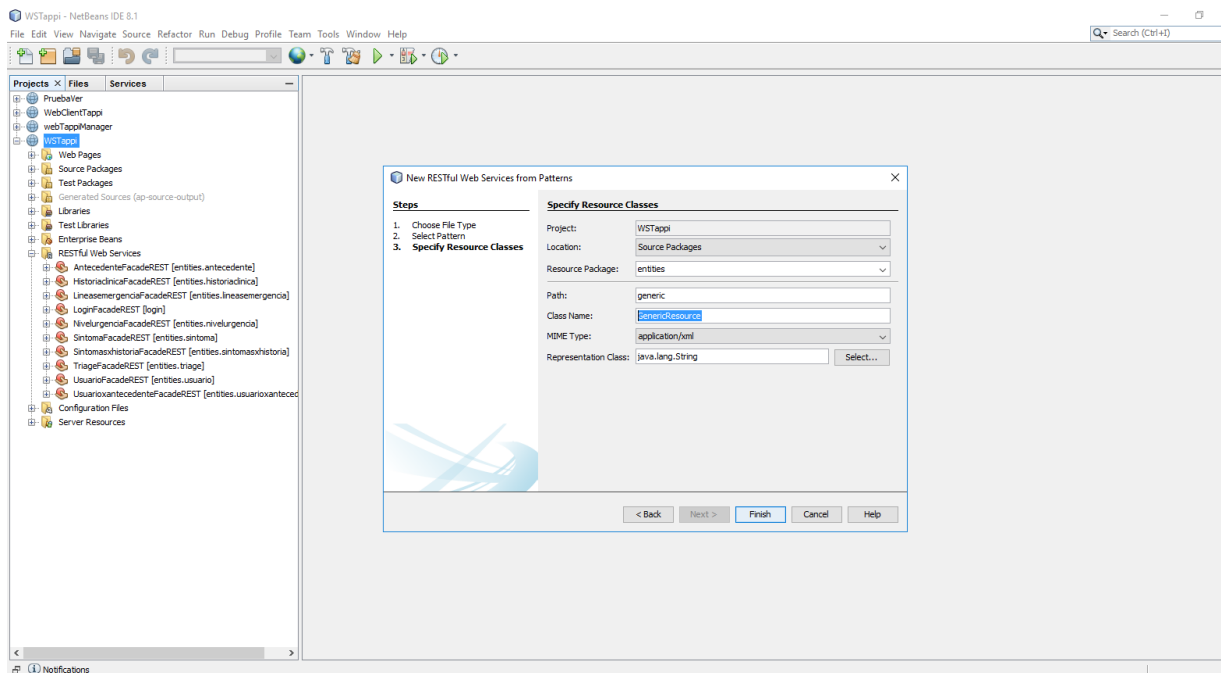 WSTappi - NetBeans IDE 8.1
File Edit View Navigate Source Refactor Run Debug Profile Team Tools Window Help
Search (Ctrl+I)
Projects Files Services
PruebaVer
WebClientTappi
webTappiManager
WSTappi
Web Pages
Source Packages
Test Packages
Generated Sources (ap-source-output)
Libraries
Test Libraries
Enterprise Beans
RESTful Web Services
AntecedenteFacadeREST [entities.antecedente]
HistoriaclinicaFacadeREST [entities.historiaclinica]
LineasemergenciaFacadeREST [entities.lineasemergencia]
LoginFacadeREST [login]
NivelurgenciaFacadeREST [entities.nivelurgencia]
SintomaFacadeREST [entities.sintoma]
SintomasxhistoriaFacadeREST [entities.sintomasxhistoria]
TriageFacadeREST [entities.triage]
UsuarioFacadeREST [entities.usuario]
UsuarioxantecedenteFacadeREST [entities.usuarioxanteced
Configuration Files
Server Resources
New RESTful Web Services from Patterns
Steps
1. Choose File Type
2. Select Pattern
3. Specify Resource Classes
Specify Resource Classes
Project: WSTappi
Location: Source Packages
Resource Package: entities
Path: generic
Class Name: GenericResource
MIME Type: application/xml
Representation Class: java.lang.String Select...
< Back Next > Finish Cancel Help
Notifications